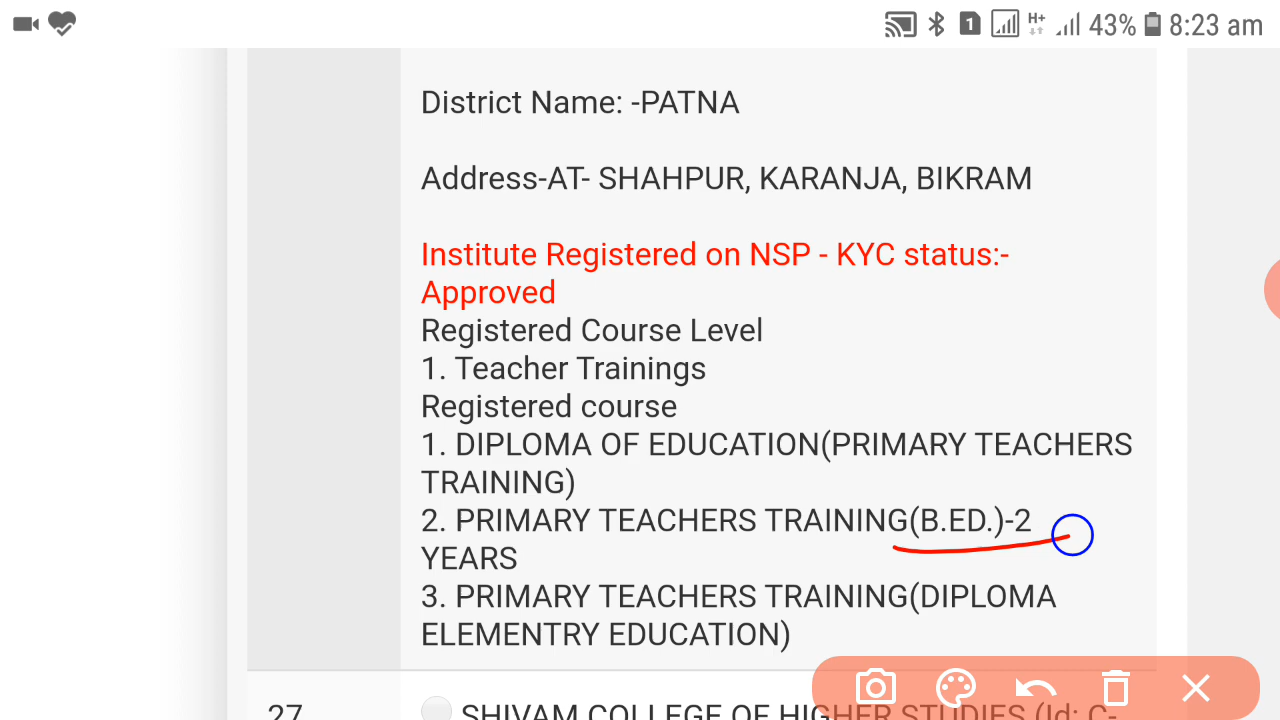 1 H+ 43% 8:23 am
District Name: -PATNA
Address-AT- SHAHPUR, KARANJA, BIKRAM
Institute Registered on NSP - KYC status:-
Approved
Registered Course Level
1. Teacher Trainings
Registered course
1. DIPLOMA OF EDUCATION(PRIMARY TEACHERS
TRAINING)
2. PRIMARY TEACHERS TRAINING(B.ED.)-2
YEARS
3. PRIMARY TEACHERS TRAINING(DIPLOMA
ELEMENTRY EDUCATION)
27 SHIVAM COLLEGE OF HIGHER STUDIES (Id: C-